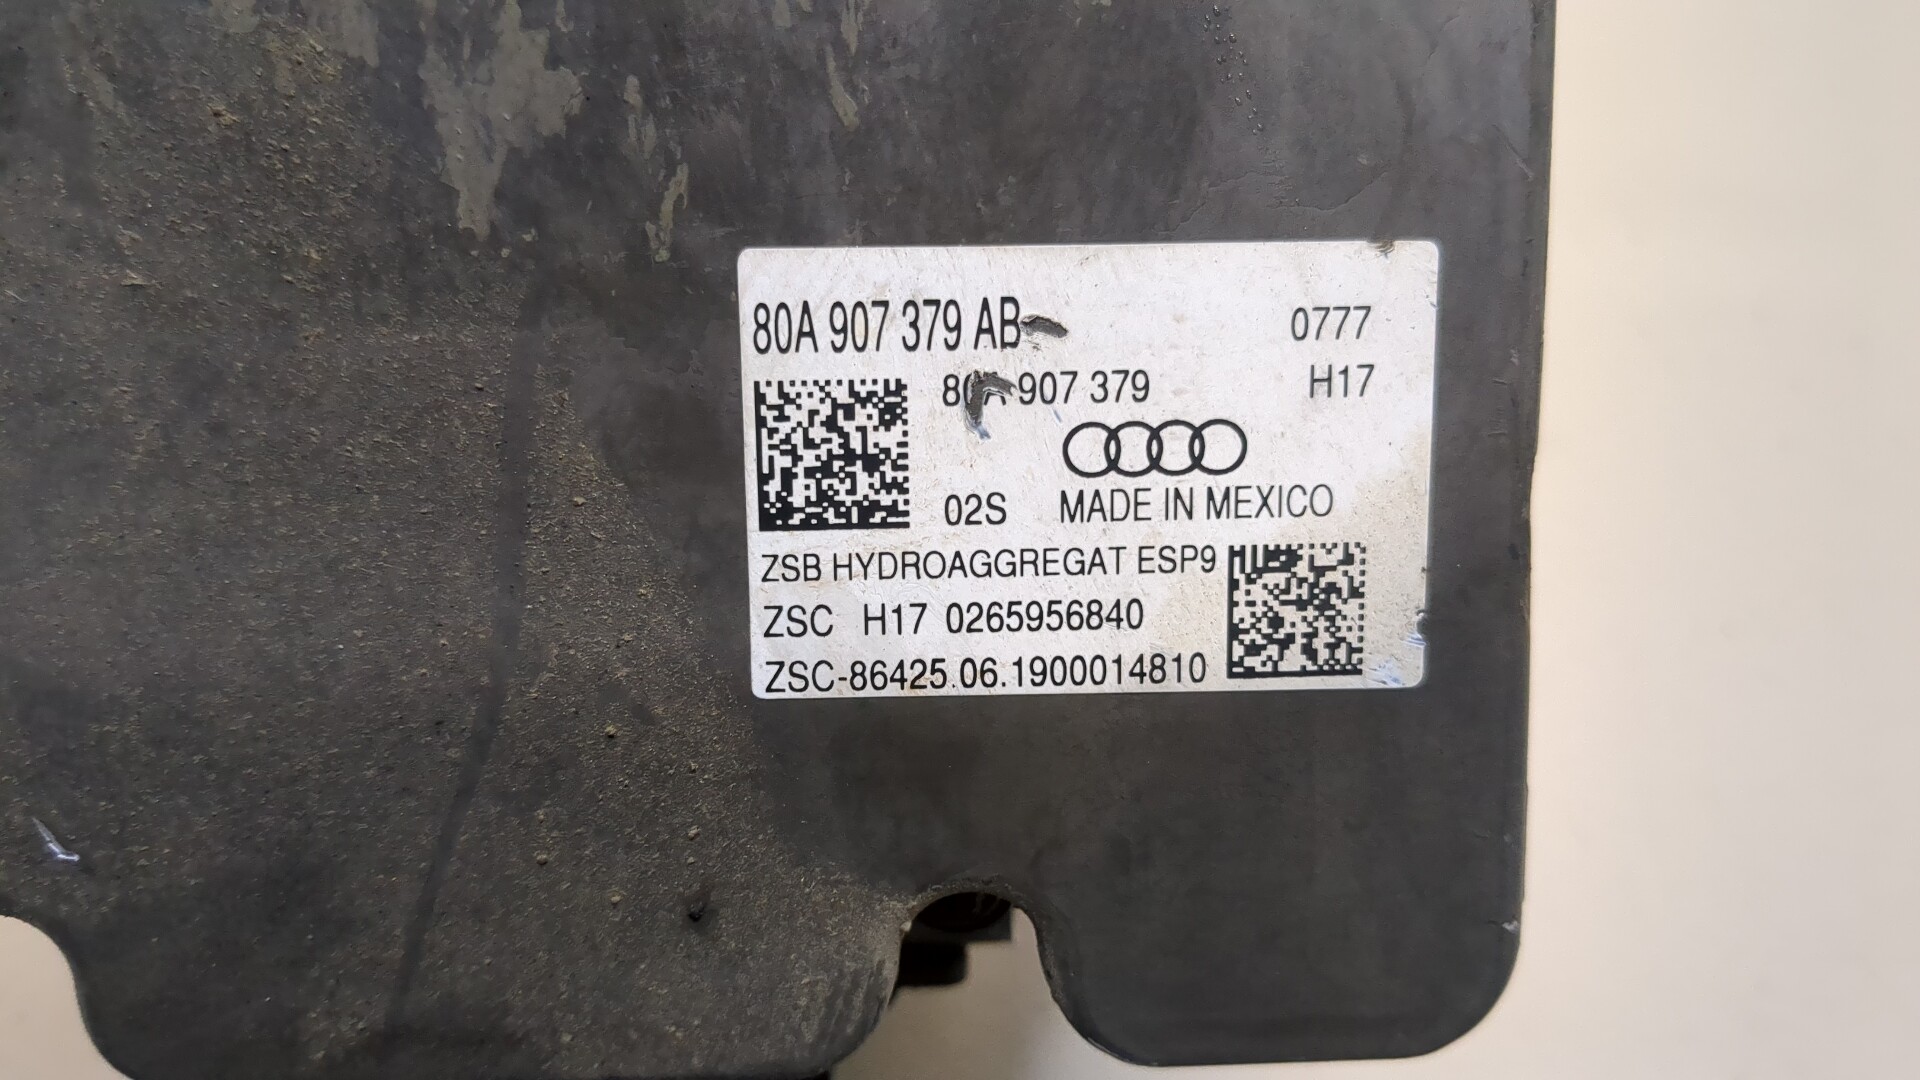 80A 907 379 AB 0777
907 379 H17
02S MADE IN MEXICO
ZSB HYDROAGGREGAT ESP9
ZSC H17 0265956840
ZSC-86425.06.1900014810